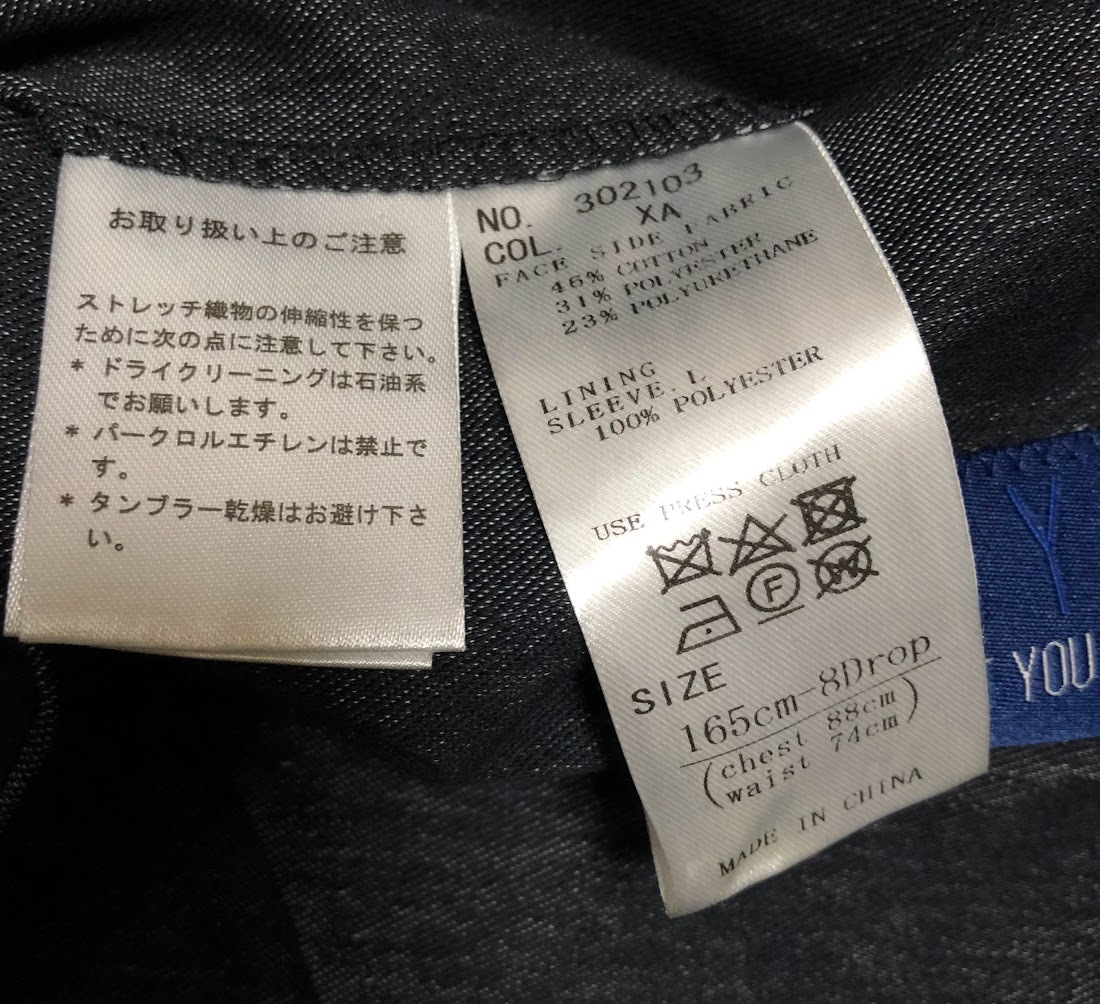 お取り扱い上のご注意
ストレッチ織物の伸縮性を保つ
ために次の点に注意して下さい。
* ドライクリーニングは石油系
でお願いします。
* パークロルエチレンは禁止で
す。
* タンブラー乾燥はお避け下さ
い。
NO. 302103
COL. XA
FACE SIDE FABRIC
46% COTTON
31% POLYESTER
23% POLYURETHANE
LINING
SLEEVE.L
100% POLYESTER
USE PRESS CLOTH
F
W
SIZE
165cm-8Drop
(chest 88cm
waist 74cm)
MADE IN CHINA
Y
YOU